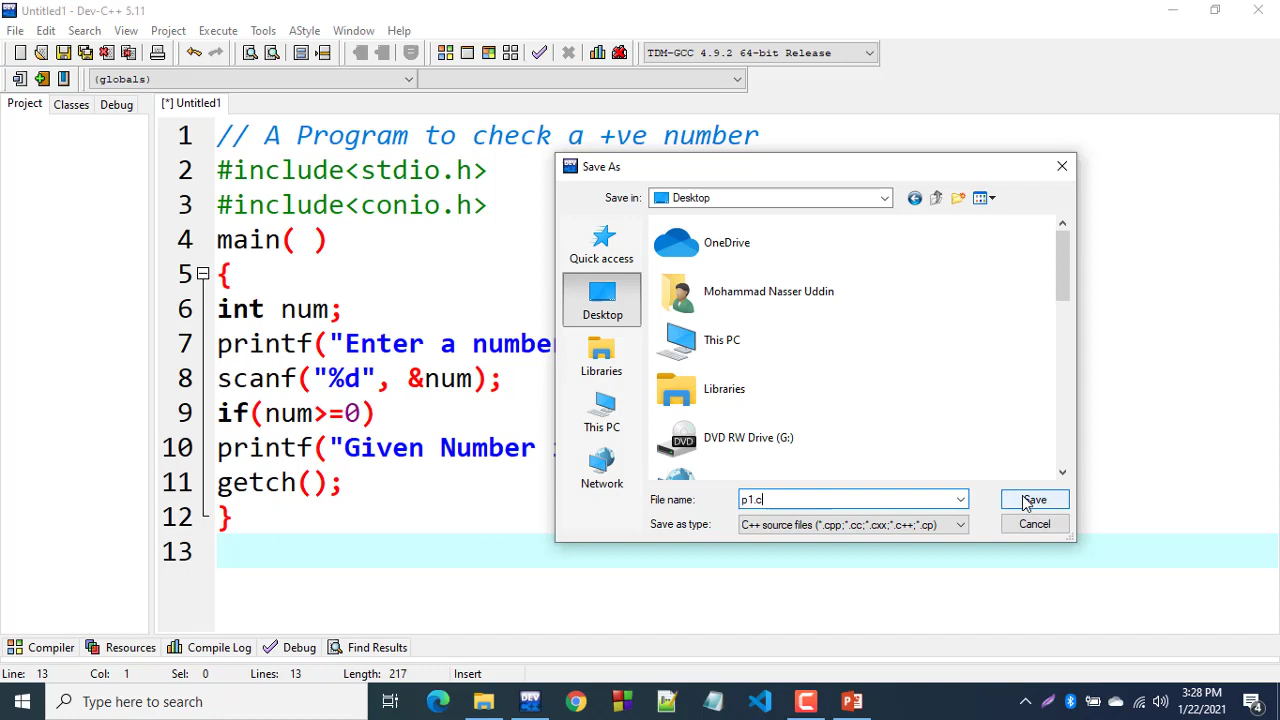 Untitled1 - Dev-C++ 5.11
File Edit Search View Project Execute Tools AStyle Window Help
TDM-GCC 4.9.2 64-bit Release
(globals)
Project Classes Debug [*] Untitled1
1 // A Program to check a +ve number
2 #include<stdio.h>
3 #include<conio.h>
4 main( )
5 {
6 int num;
7 printf("Enter a number
8 scanf("%d", &num);
9 if(num>=0)
10 printf("Given Number
11 getch();
12 }
13
Save As
Save in: Desktop
Quick access
Desktop
Libraries
This PC
Network
OneDrive
Mohammad Nasser Uddin
This PC
Libraries
DVD RW Drive (G:)
DVD
File name: p1.c Save
Save as type: C++ source files (*.cpp;*.cc;*.cxx;*.c++;*.cp) Cancel
Compiler Resources Compile Log Debug Find Results
Line: 13 Col: 1 Sel: 0 Lines: 13 Length: 217 Insert
Type here to search
DEV
3:28 PM
1/22/2021
4